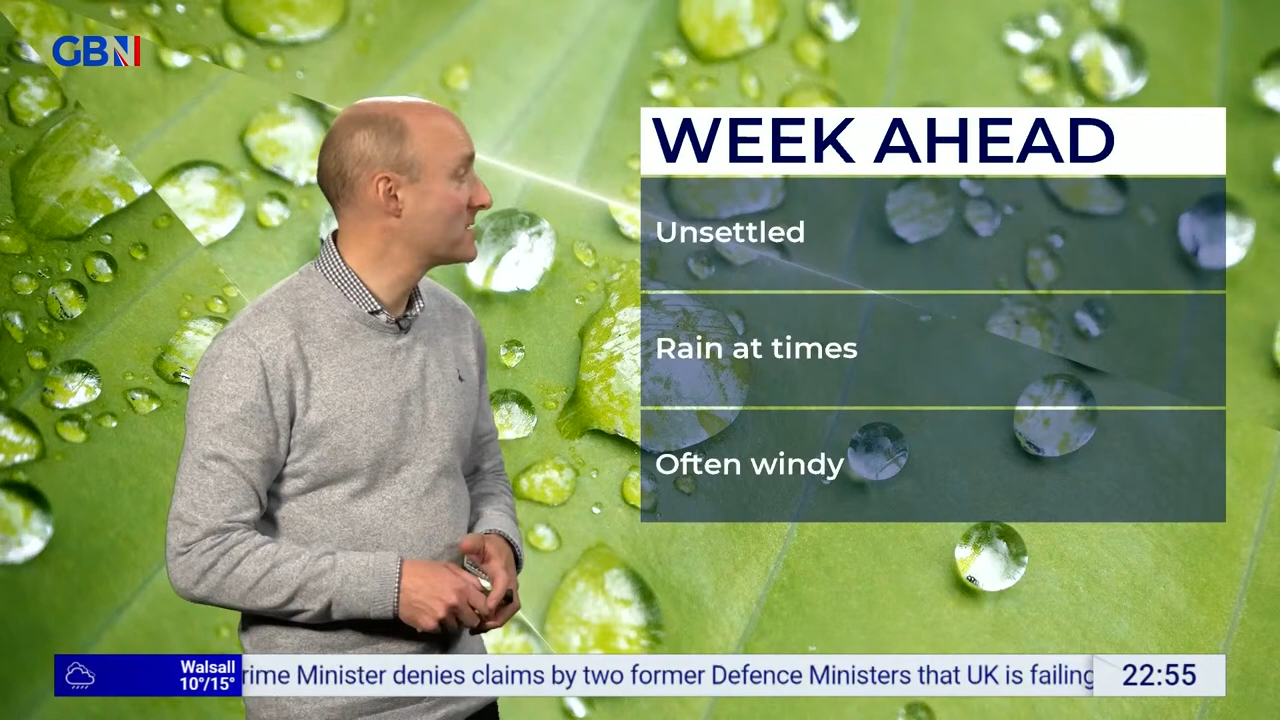 GBN
WEEK AHEAD
Unsettled
Rain at times
Often windy
Walsall
10°/15°
rime Minister denies claims by two former Defence Ministers that UK is failing
22:55